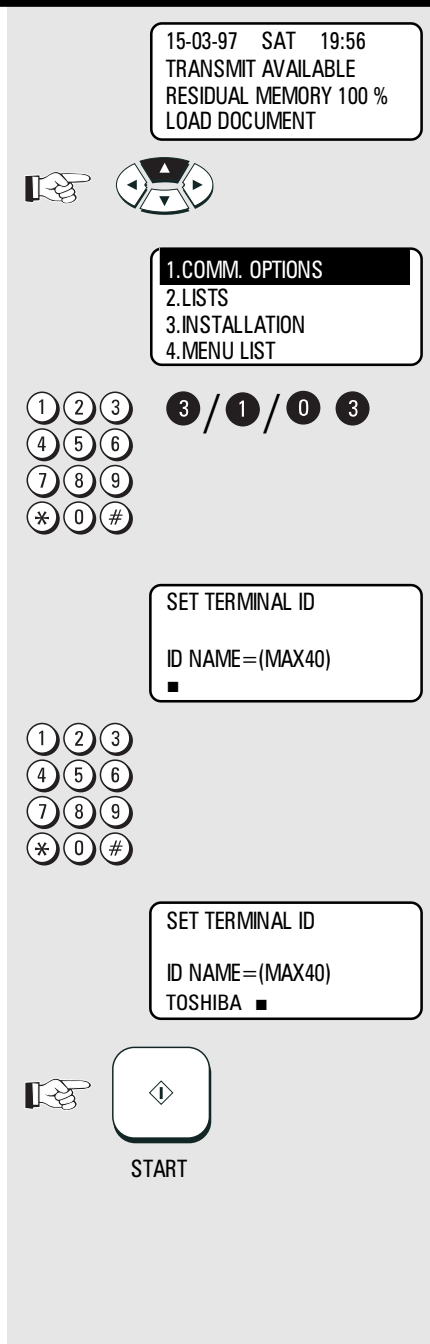 15-03-97 SAT 19:56
TRANSMIT AVAILABLE
RESIDUAL MEMORY 100 %
LOAD DOCUMENT
1.COMM. OPTIONS
2.LISTS
3.INSTALLATION
4.MENU LIST
1 2 3 3 / 1 / 0 3
4 5 6
7 8 9
* 0 #
SET TERMINAL ID
ID NAME=(MAX40)
1 2 3
4 5 6
7 8 9
* 0 #
SET TERMINAL ID
ID NAME=(MAX40)
TOSHIBA
START